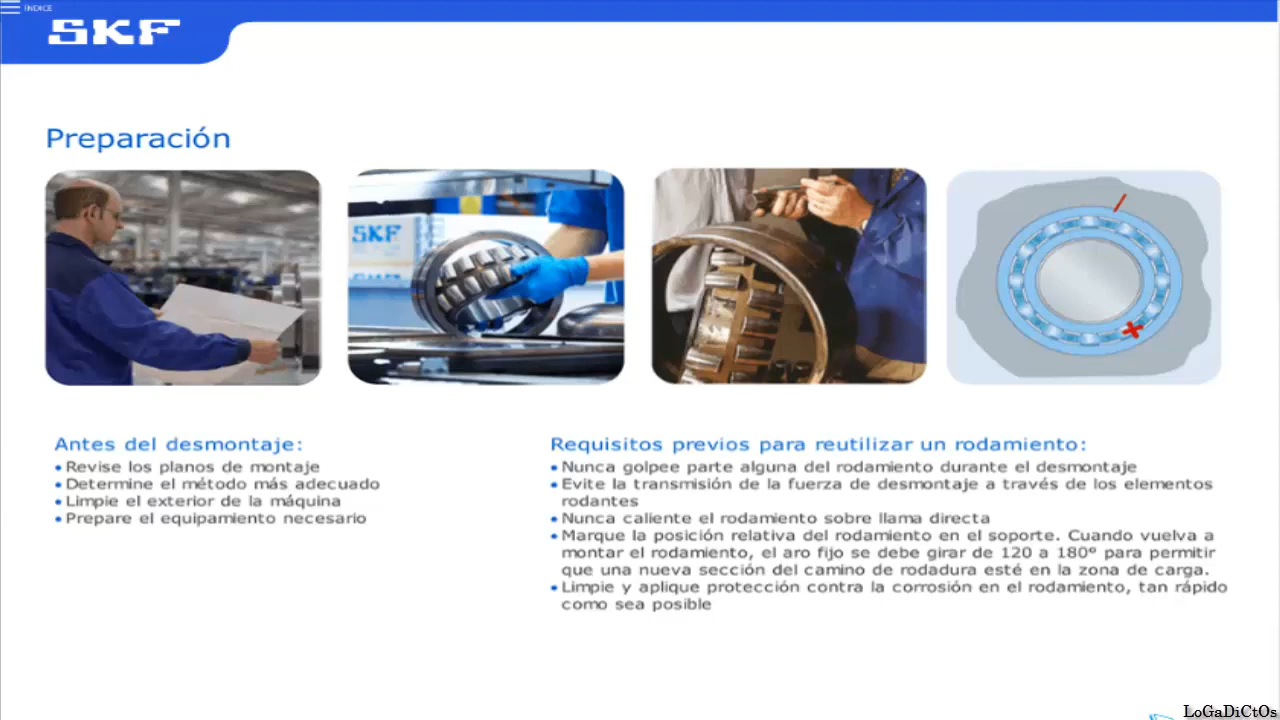 ÍNDICE
SKF
Preparación
SKF
Antes del desmontaje:
• Revise los planos de montaje
• Determine el método más adecuado
• Limpie el exterior de la máquina
• Prepare el equipamiento necesario
Requisitos previos para reutilizar un rodamiento:
• Nunca golpee parte alguna del rodamiento durante el desmontaje
• Evite la transmisión de la fuerza de desmontaje a través de los elementos
rodantes
• Nunca caliente el rodamiento sobre llama directa
• Marque la posición relativa del rodamiento en el soporte. Cuando vuelva a
montar el rodamiento, el aro fijo se debe girar de 120 a 180º para permitir
que una nueva sección del camino de rodadura esté en la zona de carga.
• Limpie y aplique protección contra la corrosión en el rodamiento, tan rápido
como sea posible
LoGaDiCtOs